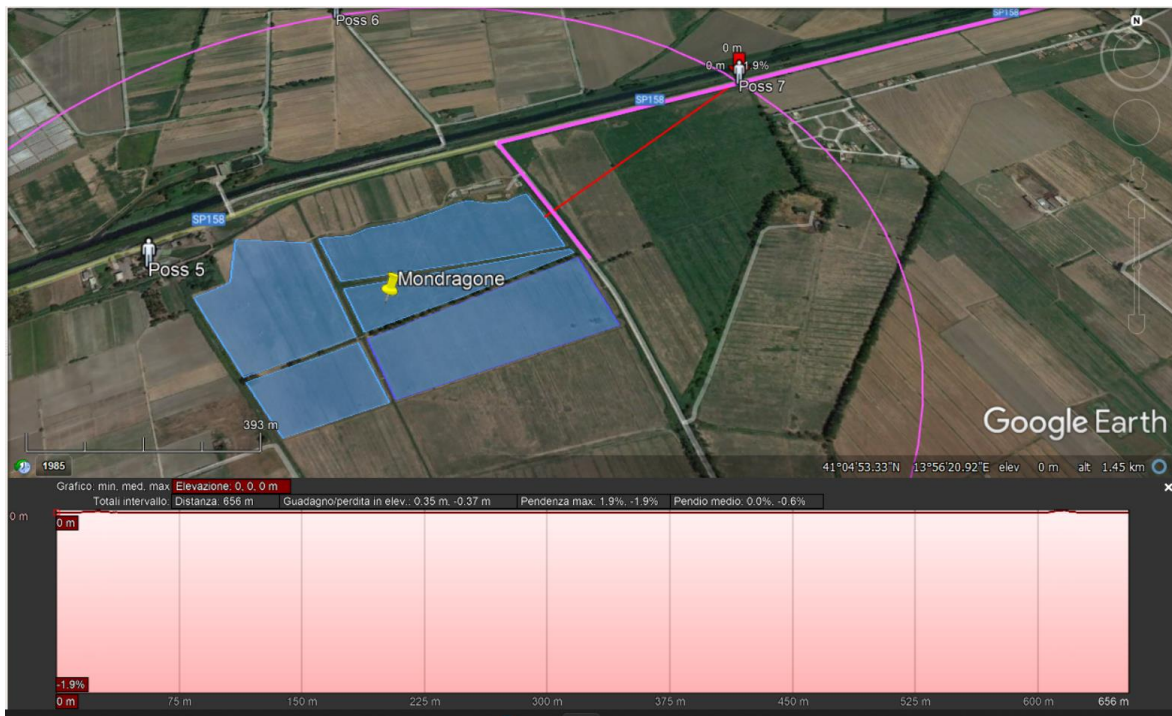 Poss 6
SP158
N
0 m
0 m 1.9%
Poss 7
SP158
SP158
Poss 5
Mondragone
393 m
Google Earth
1985
41°04'53.33"N 13°56'20.92"E elev 0 m alt 1.45 km
Grafico: min. med. max Elevazione: 0, 0, 0 m
Totali intervallo: Distanza: 656 m Guadagno/perdita in elev.: 0.35 m, -0.37 m Pendenza max: 1.9%, -1.9% Pendio medio: 0.0%, -0.6%
0 m
0 m
-1.9%
0 m 75 m 150 m 225 m 300 m 375 m 450 m 525 m 600 m 656 m